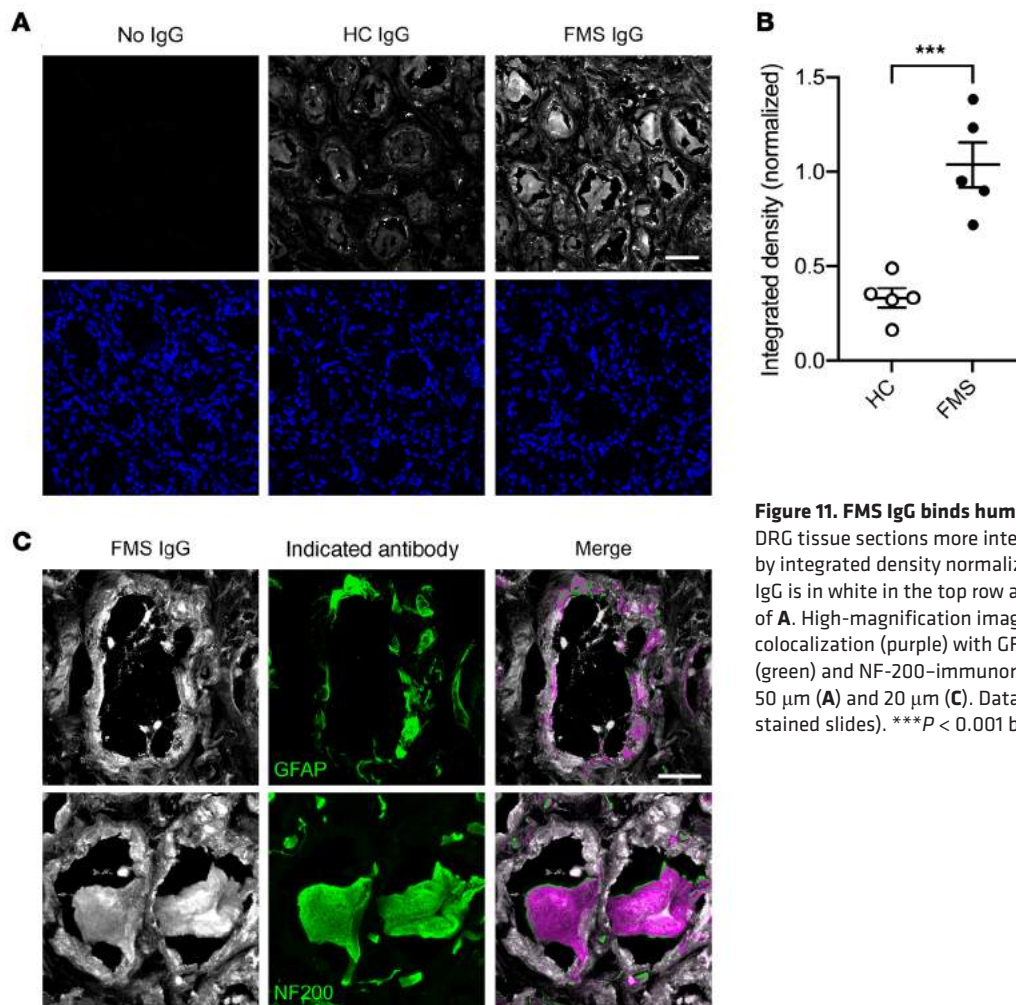 A
No IgG
HC IgG
FMS IgG
B
***
Integrated density (normalized)
1.5
1.0
0.5
0.0
HC
FMS
C
FMS IgG
Indicated antibody
Merge
GFAP
NF200
Figure 11. FMS IgG binds hum
DRG tissue sections more inte
by integrated density normaliz
IgG is in white in the top row a
of A. High-magnification imag
colocalization (purple) with GF
(green) and NF-200–immunor
50 μm (A) and 20 μm (C). Data
stained slides). ***P < 0.001 b